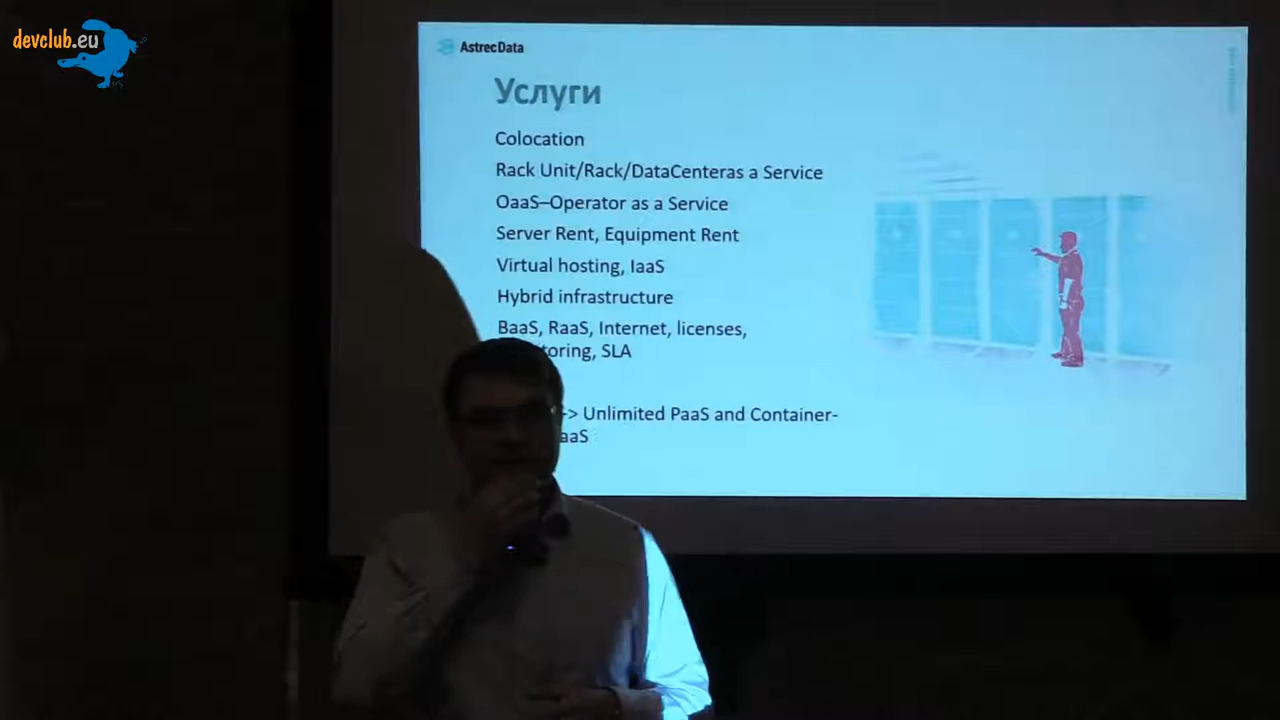 devclub.eu
AstrecData
Услуги
Colocation
Rack Unit/Rack/DataCenteras a Service
OaaS–Operator as a Service
Server Rent, Equipment Rent
Virtual hosting, IaaS
Hybrid infrastructure
BaaS, RaaS, Internet, licenses,
SLA
-> Unlimited PaaS and Container-